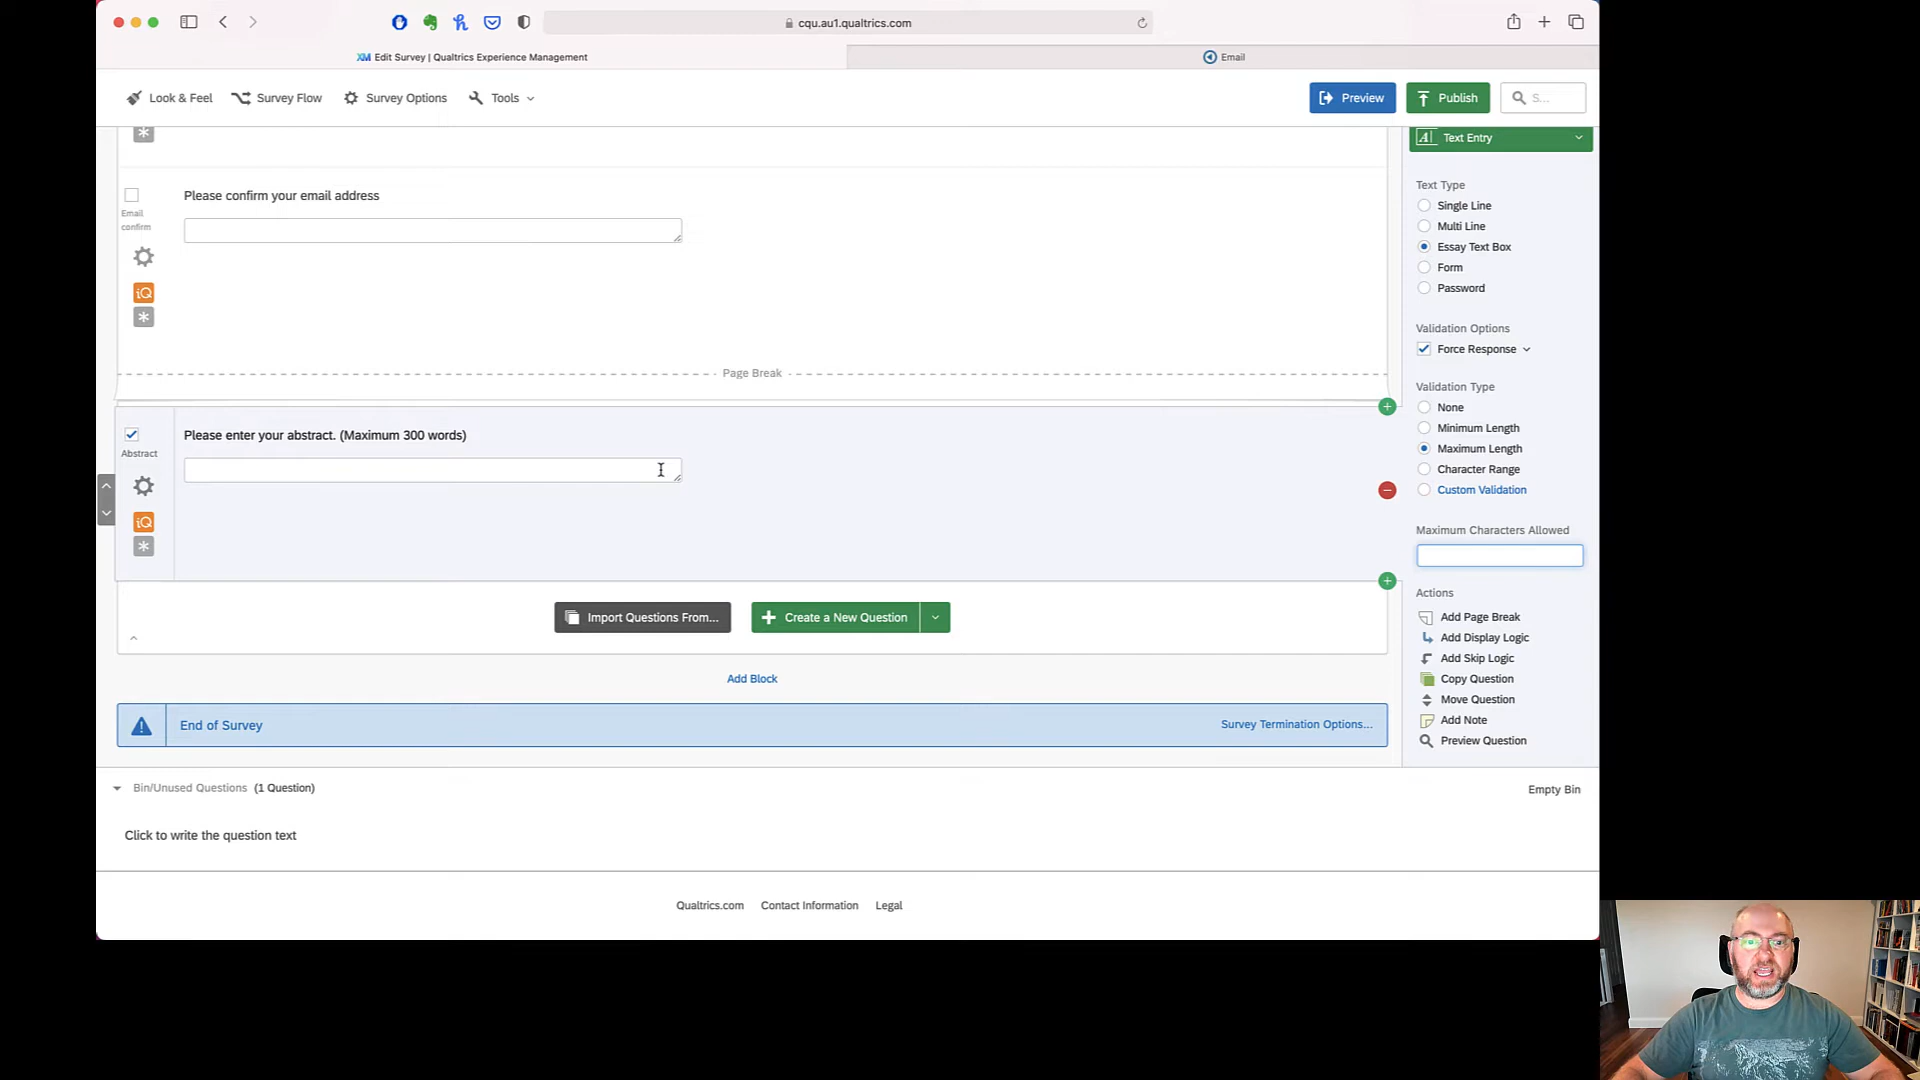 cqu.au1.qualtrics.com
XM Edit Survey | Qualtrics Experience Management
Email
Look & Feel
Survey Flow
Survey Options
Tools
Preview
Publish
S...
Text Entry
Please confirm your email address
Email
confirm
iQ
Page Break
Text Type
Single Line
Multi Line
Essay Text Box
Form
Password
Validation Options
Force Response
Validation Type
None
Minimum Length
Maximum Length
Character Range
Custom Validation
Maximum Characters Allowed
Please enter your abstract. (Maximum 300 words)
Abstract
iQ
Import Questions From...
Create a New Question
Add Block
End of Survey
Survey Termination Options...
Actions
Add Page Break
Add Display Logic
Add Skip Logic
Copy Question
Move Question
Add Note
Preview Question
Bin/Unused Questions (1 Question)
Empty Bin
Click to write the question text
Qualtrics.com
Contact Information
Legal